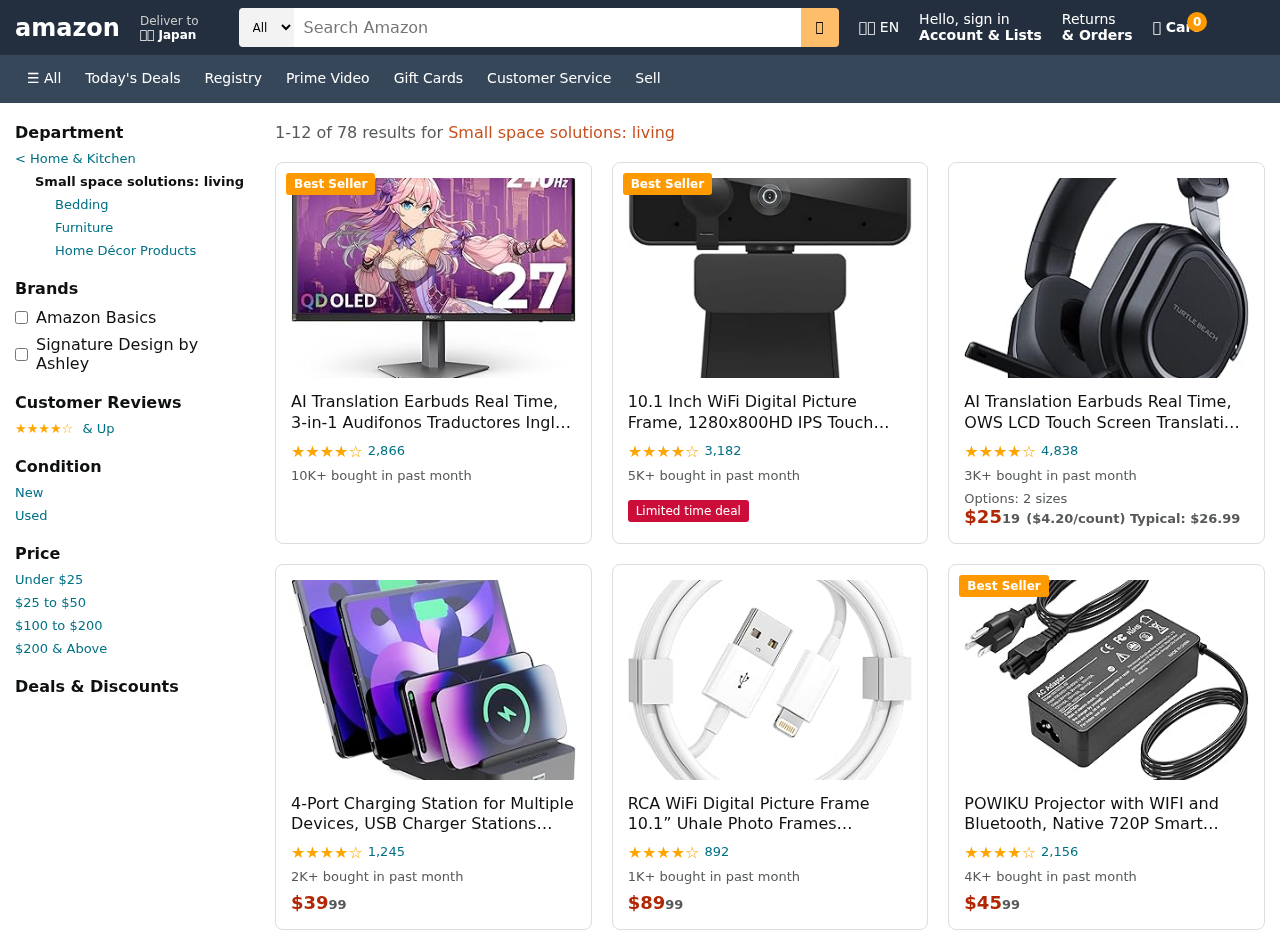 amazon
Deliver to
Japan
All
Search Amazon
EN
Hello, sign in
Account & Lists
Returns
& Orders
0
☰ All
Today's Deals
Registry
Prime Video
Gift Cards
Customer Service
Sell
Department
< Home & Kitchen
Small space solutions: living
Bedding
Furniture
Home Décor Products
Brands
Amazon Basics
Signature Design by
Ashley
Customer Reviews
★★★★☆ & Up
Condition
New
Used
Price
Under $25
$25 to $50
$100 to $200
$200 & Above
Deals & Discounts
1-12 of 78 results for Small space solutions: living
Best Seller
240Hz
QD OLED
27
AI Translation Earbuds Real Time,
3-in-1 Audifonos Traductores Ingl…
★★★★☆ 2,866
10K+ bought in past month
Best Seller
10.1 Inch WiFi Digital Picture
Frame, 1280x800HD IPS Touch…
★★★★☆ 3,182
5K+ bought in past month
Limited time deal
TURTLE BEACH
AI Translation Earbuds Real Time,
OWS LCD Touch Screen Translati…
★★★★☆ 4,838
3K+ bought in past month
Options: 2 sizes
$2519 ($4.20/count) Typical: $26.99
4-Port Charging Station for Multiple
Devices, USB Charger Stations…
★★★★☆ 1,245
2K+ bought in past month
$3999
RCA WiFi Digital Picture Frame
10.1” Uhale Photo Frames…
★★★★☆ 892
1K+ bought in past month
$8999
Best Seller
AC Adapter
POWIKU Projector with WIFI and
Bluetooth, Native 720P Smart…
★★★★☆ 2,156
4K+ bought in past month
$4599